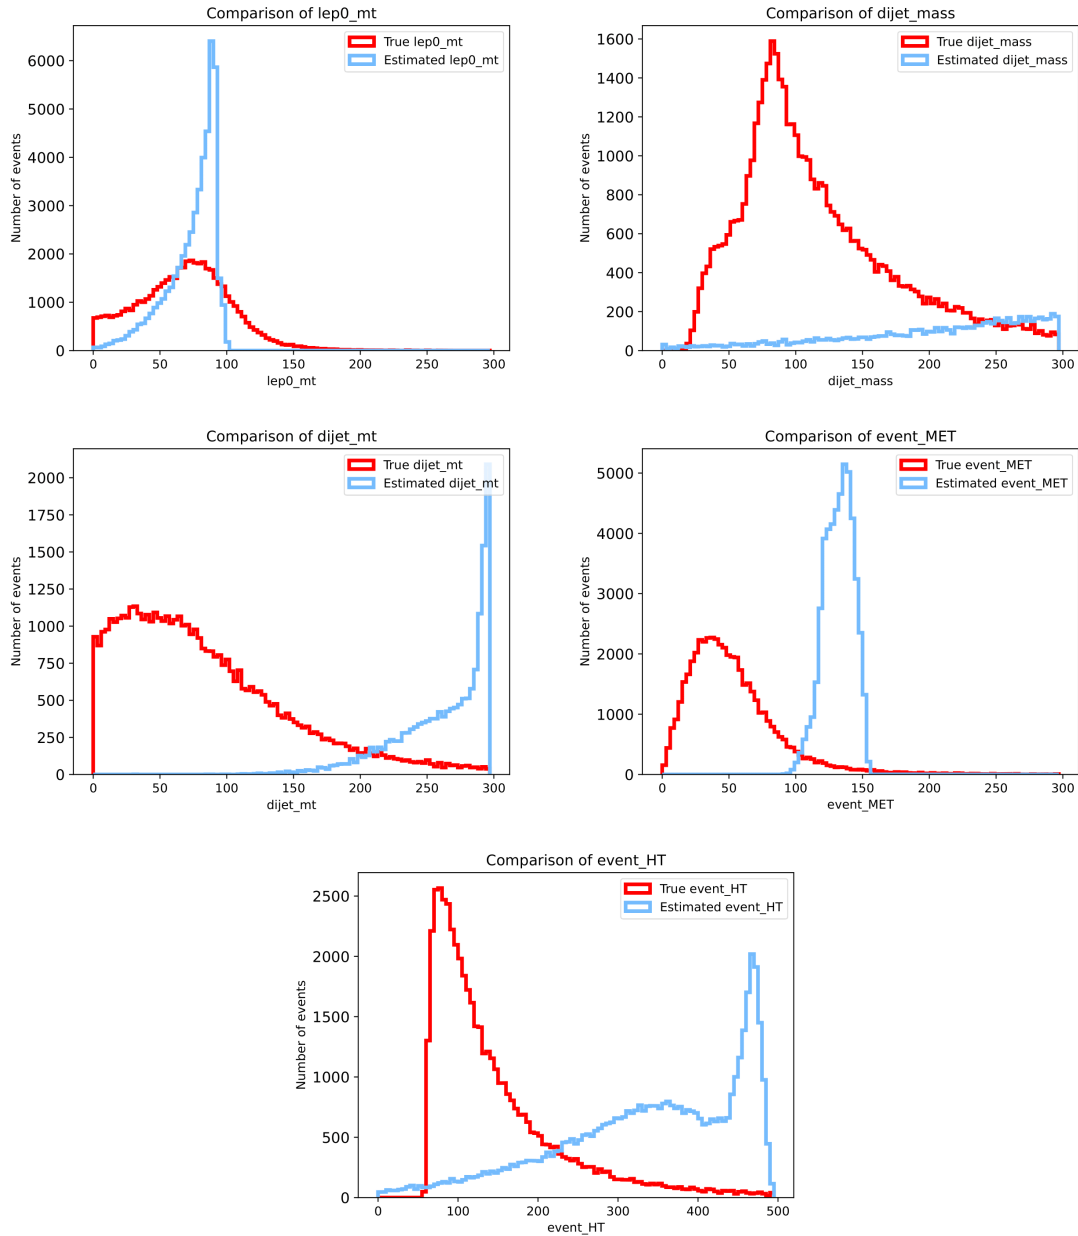 Comparison of lep0_mt
True lep0_mt
Estimated lep0_mt
Number of events
6000
5000
4000
3000
2000
1000
0
0 50 100 150 200 250 300
lep0_mt
Comparison of dijet_mass
True dijet_mass
Estimated dijet_mass
Number of events
1600
1400
1200
1000
800
600
400
200
0
0 50 100 150 200 250 300
dijet_mass
Comparison of dijet_mt
True dijet_mt
Estimated dijet_mt
Number of events
2000
1750
1500
1250
1000
750
500
250
0
0 50 100 150 200 250 300
dijet_mt
Comparison of event_MET
True event_MET
Estimated event_MET
Number of events
5000
4000
3000
2000
1000
0
0 50 100 150 200 250 300
event_MET
Comparison of event_HT
True event_HT
Estimated event_HT
Number of events
2500
2000
1500
1000
500
0
0 100 200 300 400 500
event_HT